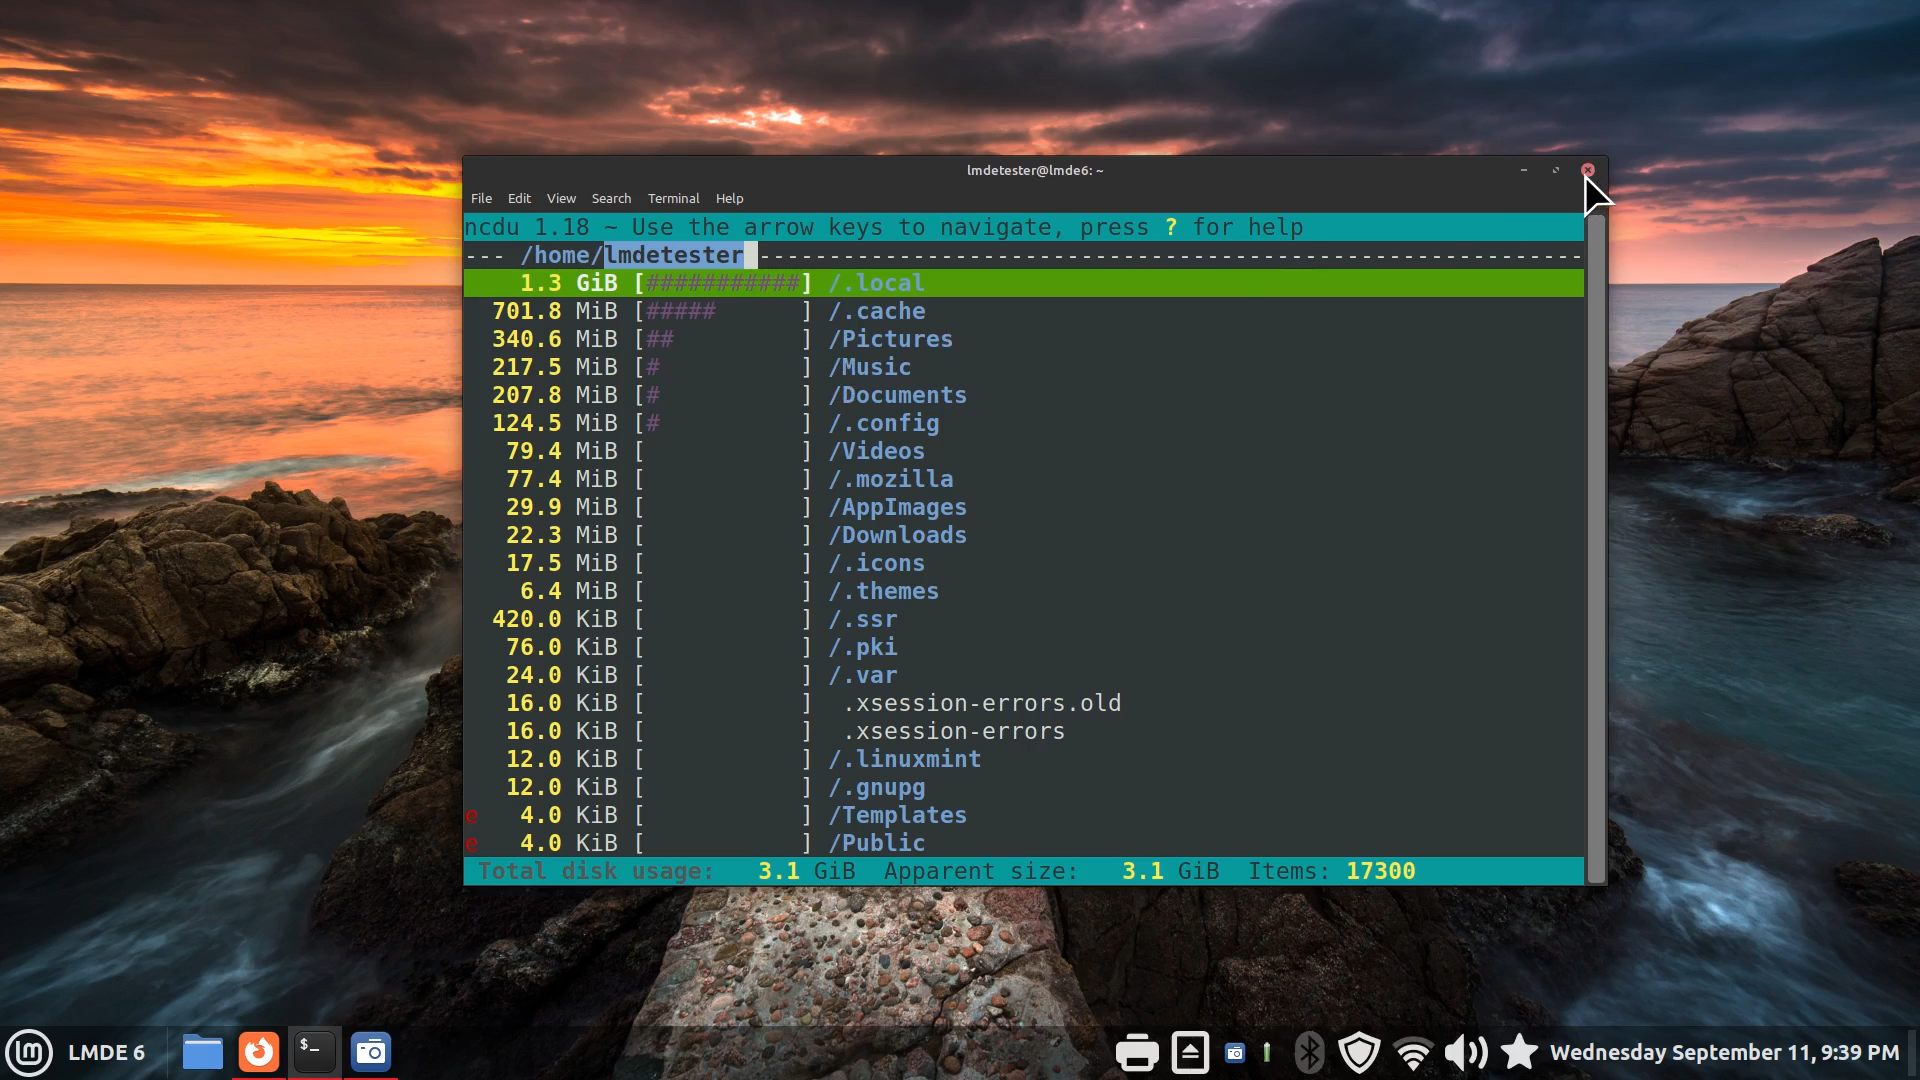 lmdetester@lmde6: ~
File Edit View Search Terminal Help
ncdu 1.18 ~ Use the arrow keys to navigate, press ? for help
--- /home/lmdetester -----------------------------------------------------------
1.3 GiB [###########] /.local
701.8 MiB [#####      ] /.cache
340.6 MiB [##         ] /Pictures
217.5 MiB [#          ] /Music
207.8 MiB [#          ] /Documents
124.5 MiB [#          ] /.config
79.4 MiB [           ] /Videos
77.4 MiB [           ] /.mozilla
29.9 MiB [           ] /AppImages
22.3 MiB [           ] /Downloads
17.5 MiB [           ] /.icons
6.4 MiB [           ] /.themes
420.0 KiB [           ] /.ssr
76.0 KiB [           ] /.pki
24.0 KiB [           ] /.var
16.0 KiB [           ]  .xsession-errors.old
16.0 KiB [           ]  .xsession-errors
12.0 KiB [           ] /.linuxmint
12.0 KiB [           ] /.gnupg
e 4.0 KiB [           ] /Templates
e 4.0 KiB [           ] /Public
Total disk usage: 3.1 GiB Apparent size: 3.1 GiB Items: 17300
LMDE 6
$_
Wednesday September 11, 9:39 PM